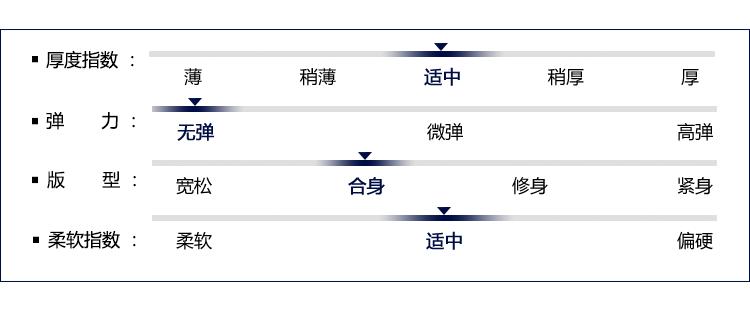 厚度指数 :
薄 稍薄 适中 稍厚 厚
弹 力 :
无弹 微弹 高弹
版 型 :
宽松 合身 修身 紧身
柔软指数 :
柔软 适中 偏硬